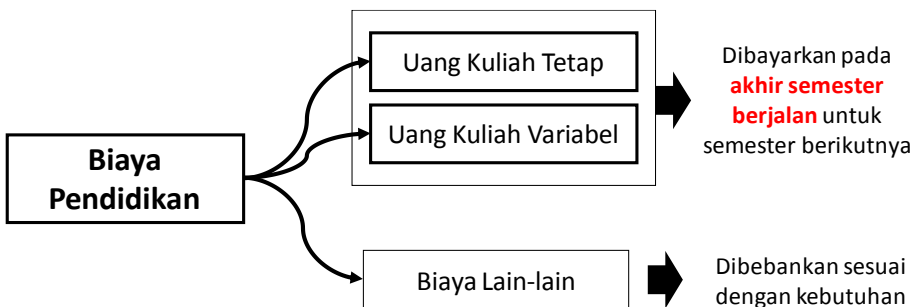 Biaya
Pendidikan
Uang Kuliah Tetap
Uang Kuliah Variabel
Dibayarkan pada
akhir semester
berjalan untuk
semester berikutnya
Biaya Lain-lain
Dibebankan sesuai
dengan kebutuhan